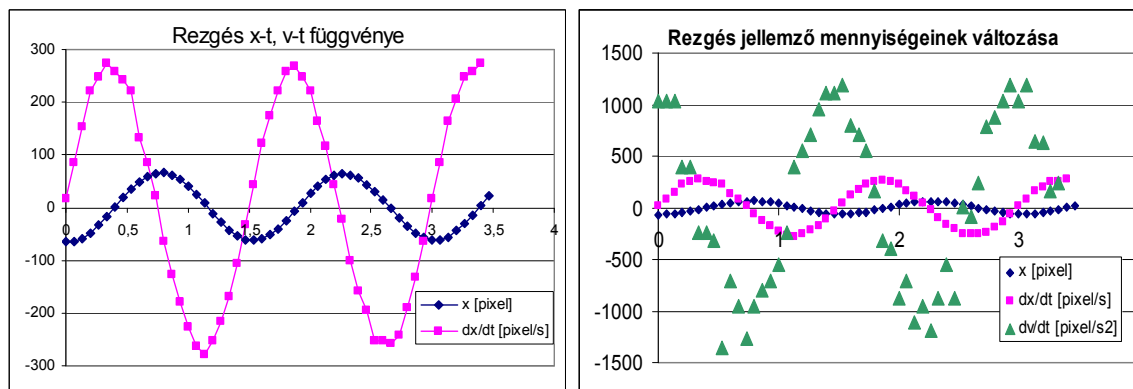 Rezgés x-t, v-t függvénye
300
200
100
0
-100
-200
-300
0 0,5 1 1,5 2 2,5 3 3,5 4
x [pixel]
dx/dt [pixel/s]
Rezgés jellemző mennyiségeinek változása
1500
1000
500
0
-500
-1000
-1500
0 1 2 3
x [pixel]
dx/dt [pixel/s]
dv/dt [pixel/s2]